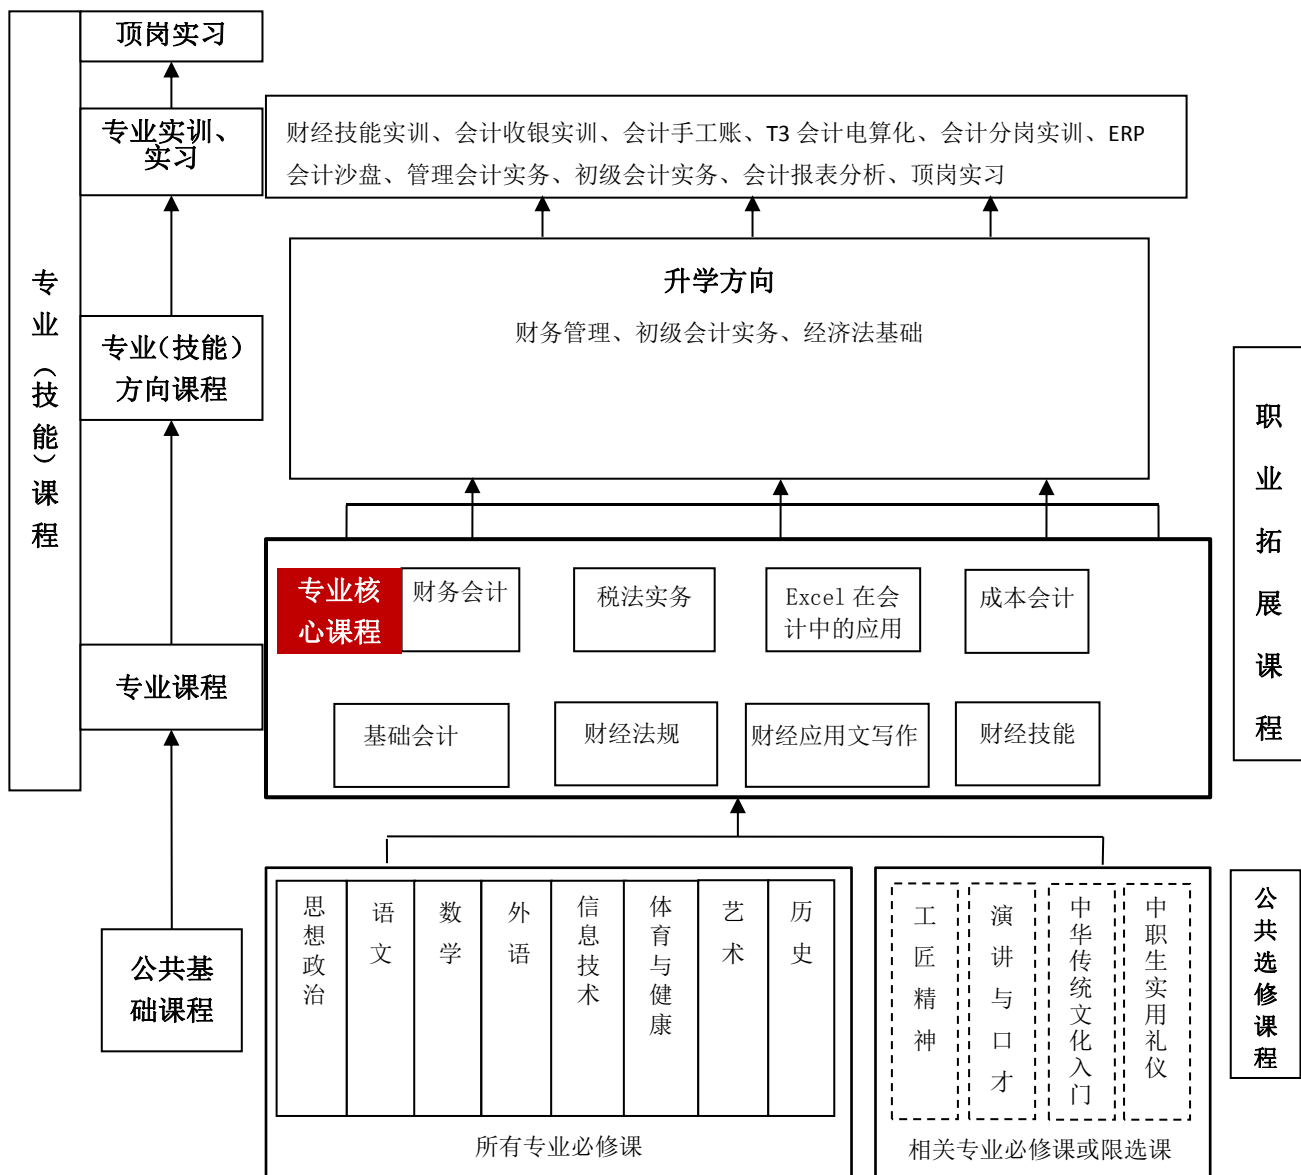 顶岗实习
专业实训、
实习
财经技能实训、会计收银实训、会计手工账、T3 会计电算化、会计分岗实训、ERP
会计沙盘、管理会计实务、初级会计实务、会计报表分析、顶岗实习
专业（技能）课程
升学方向
财务管理、初级会计实务、经济法基础
专业（技能）
方向课程
职业拓展课程
专业核
心课程
财务会计
税法实务
Excel 在会
计中的应用
成本会计
专业课程
基础会计
财经法规
财经应用文写作
财经技能
公共基
础课程
思想政治
语文
数学
外语
信息技术
体育与健康
艺术
历史
工匠精神
演讲与口才
中华传统文化入门
中职生实用礼仪
公共选修课程
所有专业必修课
相关专业必修课或限选课